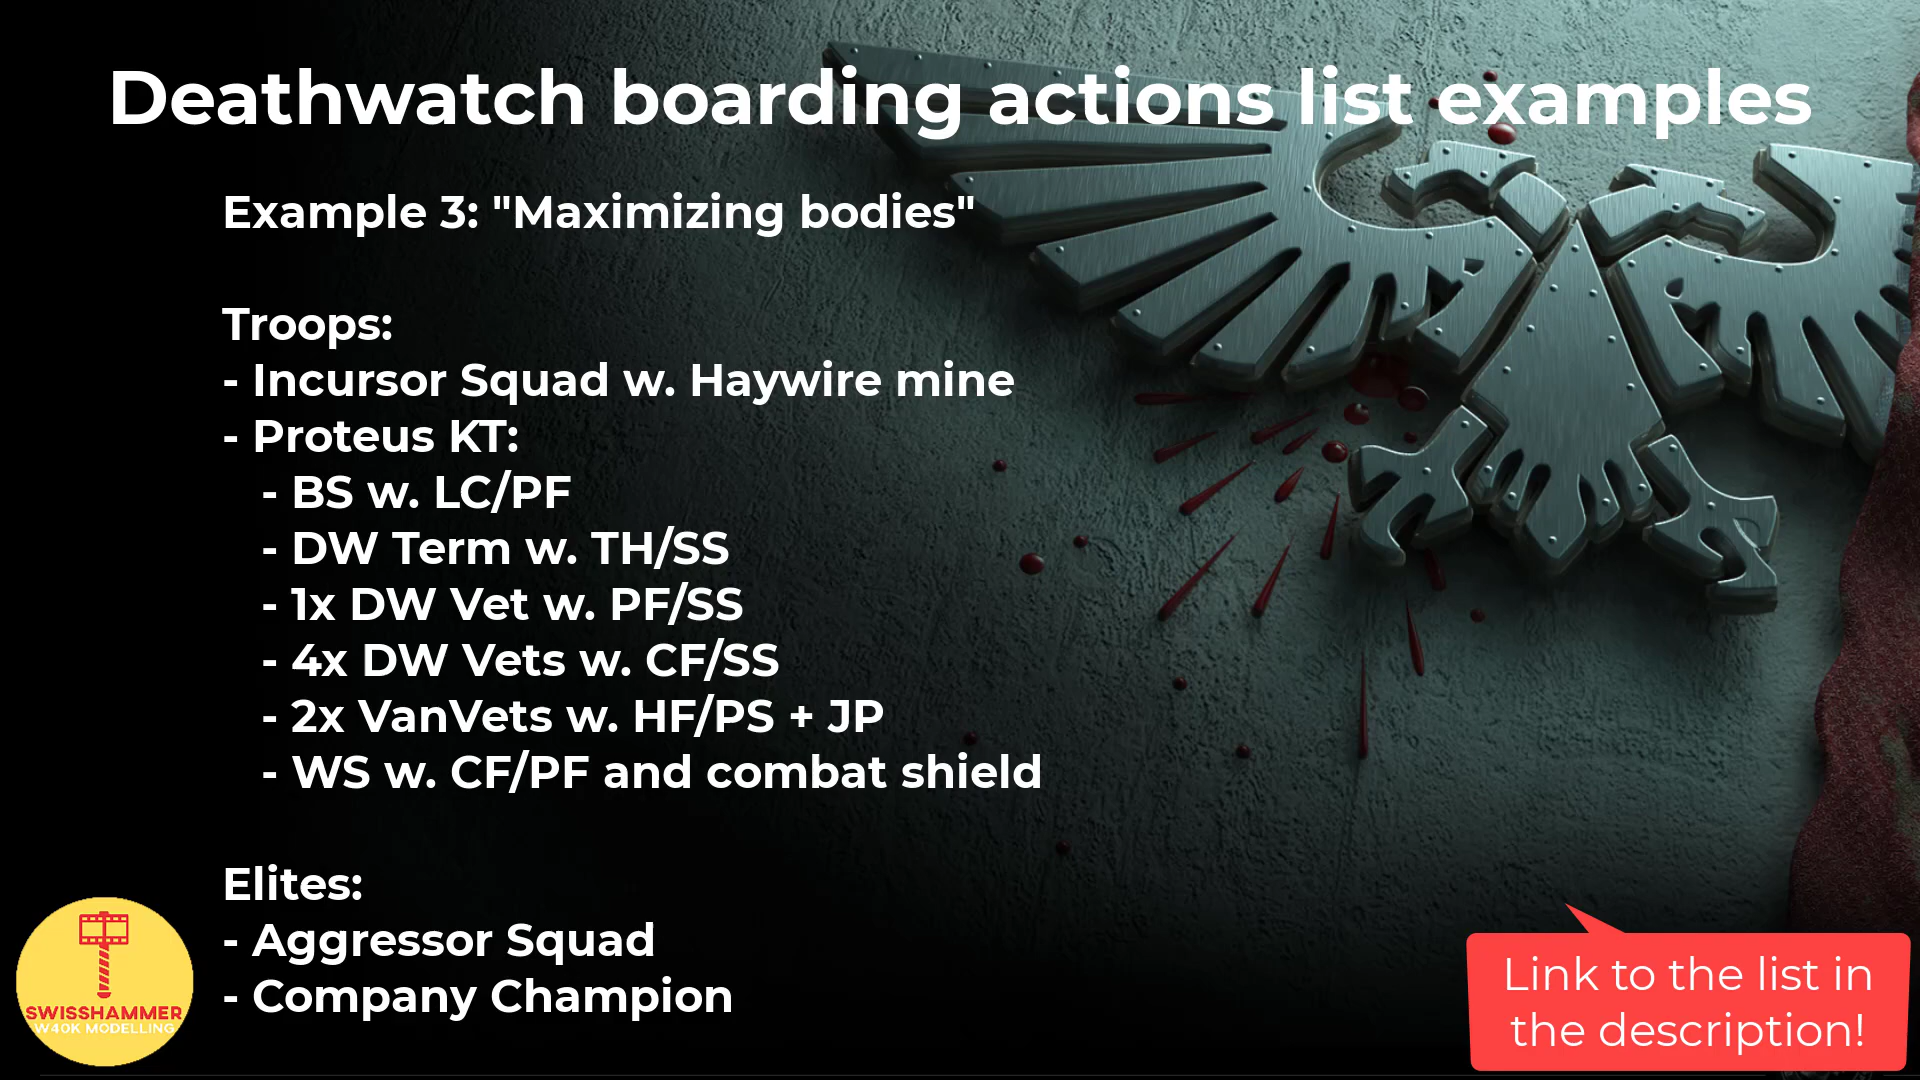 Deathwatch boarding actions list examples
Example 3: "Maximizing bodies"
Troops:
- Incursor Squad w. Haywire mine
- Proteus KT:
- BS w. LC/PF
- DW Term w. TH/SS
- 1x DW Vet w. PF/SS
- 4x DW Vets w. CF/SS
- 2x VanVets w. HF/PS + JP
- WS w. CF/PF and combat shield
Elites:
- Aggressor Squad
- Company Champion
SWISSHAMMER
W40K MODELLING
Link to the list in
the description!